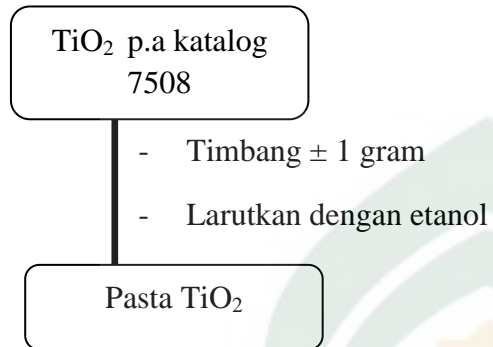 TiO₂ p.a katalog
7508
- Timbang ± 1 gram
- Larutkan dengan etanol
Pasta TiO₂